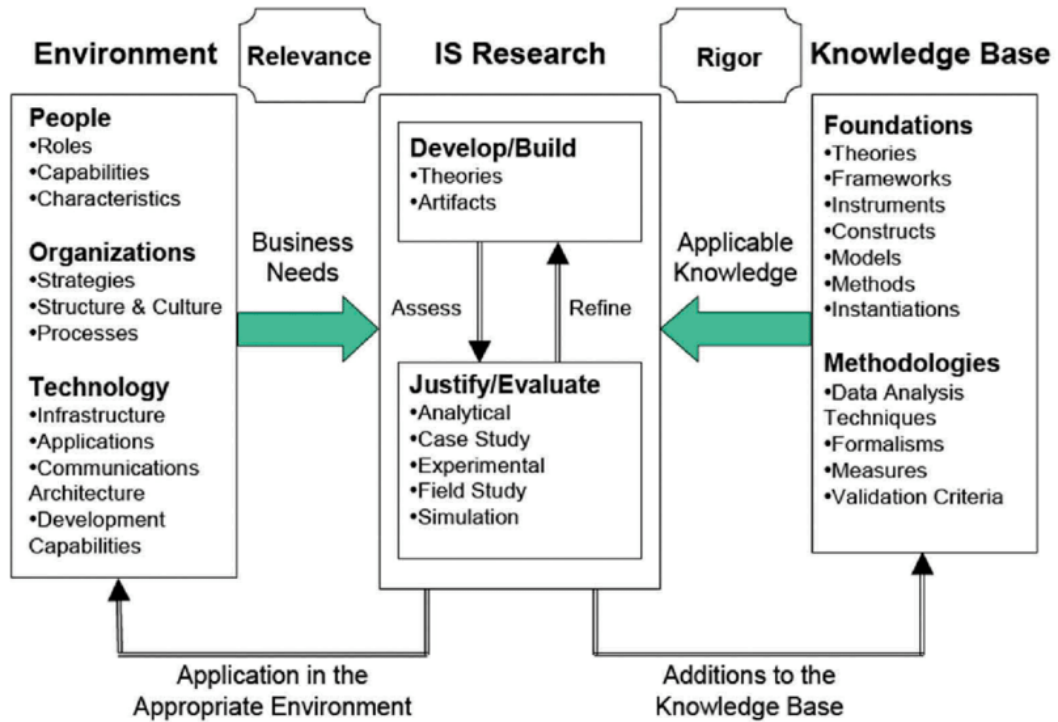 Environment
Relevance
IS Research
Rigor
Knowledge Base
People
•Roles
•Capabilities
•Characteristics
Organizations
•Strategies
•Structure & Culture
•Processes
Technology
•Infrastructure
•Applications
•Communications
Architecture
•Development
Capabilities
Business
Needs
Develop/Build
•Theories
•Artifacts
Assess
Refine
Justify/Evaluate
•Analytical
•Case Study
•Experimental
•Field Study
•Simulation
Applicable
Knowledge
Foundations
•Theories
•Frameworks
•Instruments
•Constructs
•Models
•Methods
•Instantiations
Methodologies
•Data Analysis
Techniques
•Formalisms
•Measures
•Validation Criteria
Application in the
Appropriate Environment
Additions to the
Knowledge Base